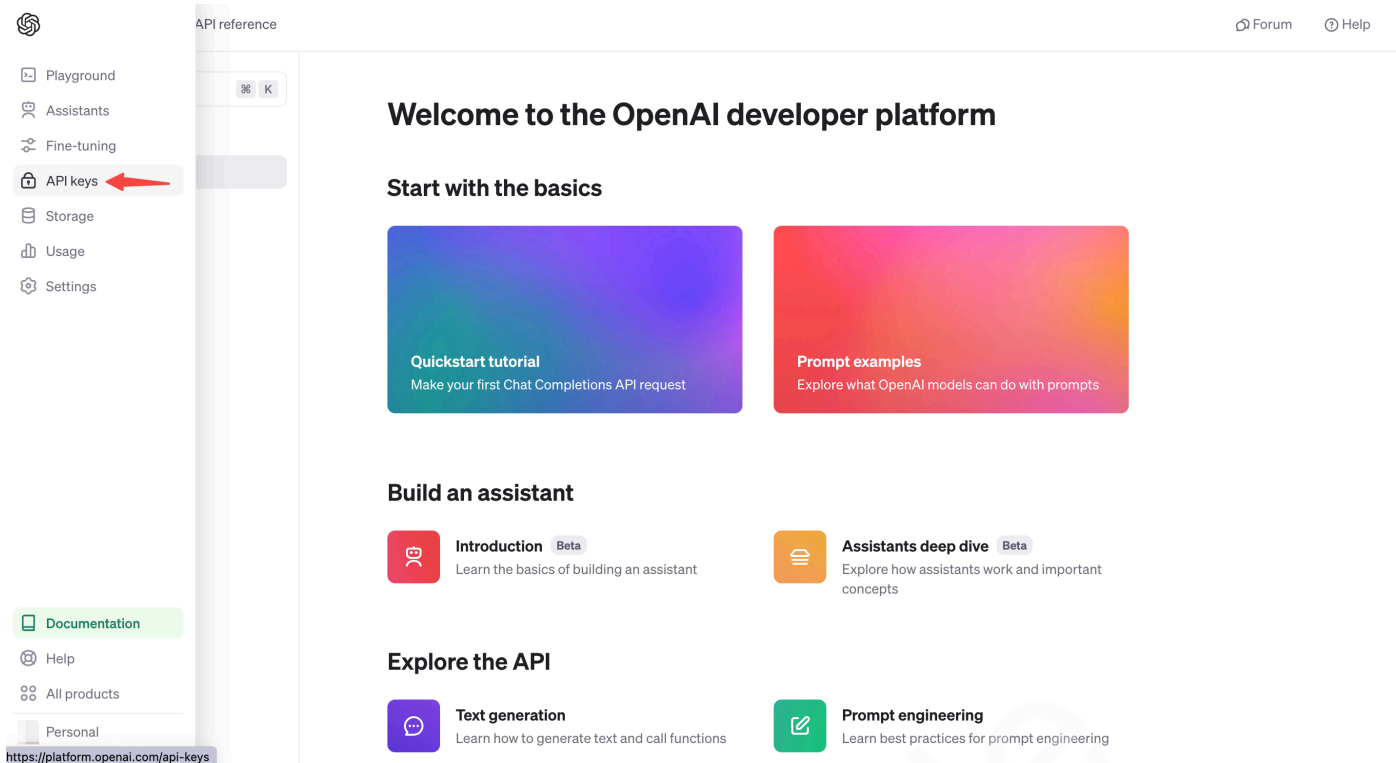 API reference
Forum
Help
Playground
Assistants
Fine-tuning
API keys
Storage
Usage
Settings
⌘ K
Welcome to the OpenAI developer platform
Start with the basics
Quickstart tutorial
Make your first Chat Completions API request
Prompt examples
Explore what OpenAI models can do with prompts
Build an assistant
Introduction Beta
Learn the basics of building an assistant
Assistants deep dive Beta
Explore how assistants work and important
concepts
Explore the API
Text generation
Learn how to generate text and call functions
Prompt engineering
Learn best practices for prompt engineering
Documentation
Help
All products
Personal
https://platform.openai.com/api-keys